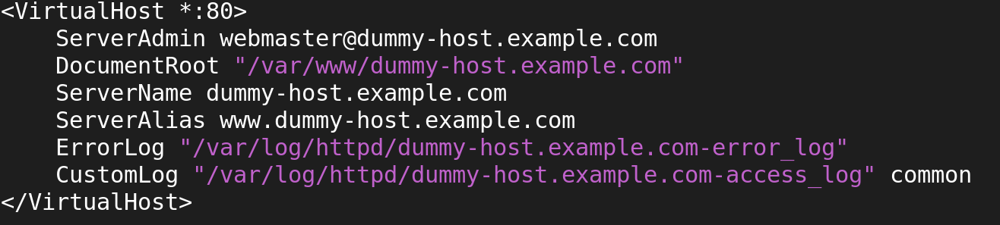 <VirtualHost *:80>
    ServerAdmin webmaster@dummy-host.example.com
    DocumentRoot "/var/www/dummy-host.example.com"
    ServerName dummy-host.example.com
    ServerAlias www.dummy-host.example.com
    ErrorLog "/var/log/httpd/dummy-host.example.com-error_log"
    CustomLog "/var/log/httpd/dummy-host.example.com-access_log" common
</VirtualHost>